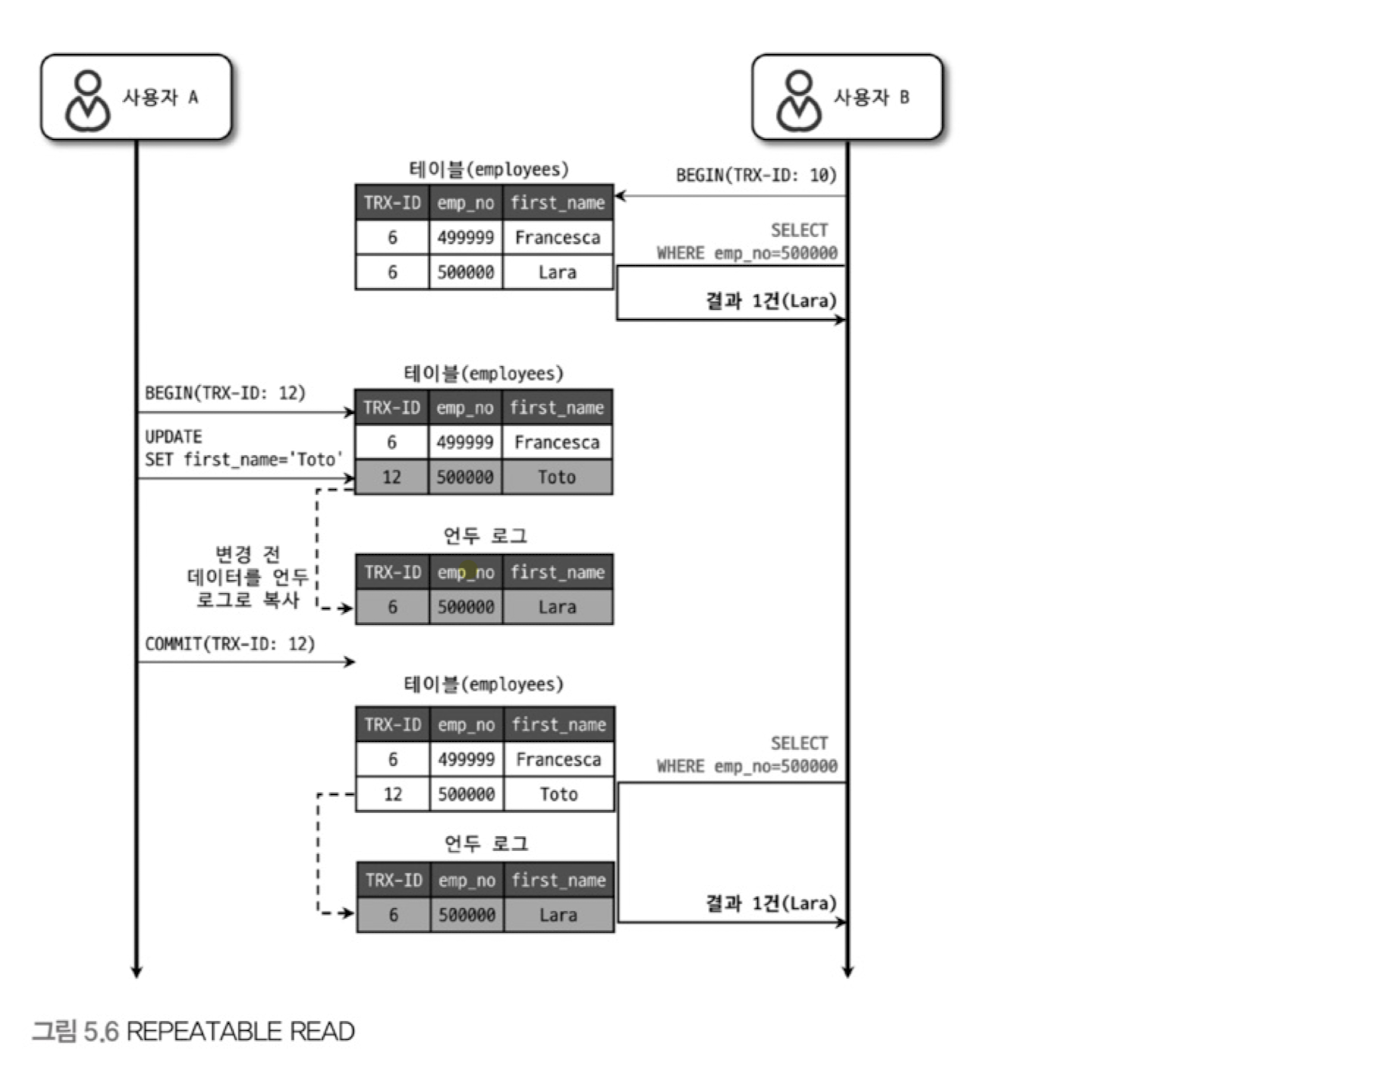 사용자 A
사용자 B
테이블(employees)
BEGIN(TRX-ID: 10)
TRX-ID emp_no first_name
6 499999 Francesca
6 500000 Lara
SELECT
WHERE emp_no=500000
결과 1건(Lara)
테이블(employees)
BEGIN(TRX-ID: 12)
TRX-ID emp_no first_name
6 499999 Francesca
12 500000 Toto
UPDATE
SET first_name='Toto'
언두 로그
변경 전
데이터를 언두
로그로 복사
TRX-ID emp_no first_name
6 500000 Lara
COMMIT(TRX-ID: 12)
테이블(employees)
TRX-ID emp_no first_name
6 499999 Francesca
12 500000 Toto
SELECT
WHERE emp_no=500000
언두 로그
TRX-ID emp_no first_name
6 500000 Lara
결과 1건(Lara)
그림 5.6 REPEATABLE READ